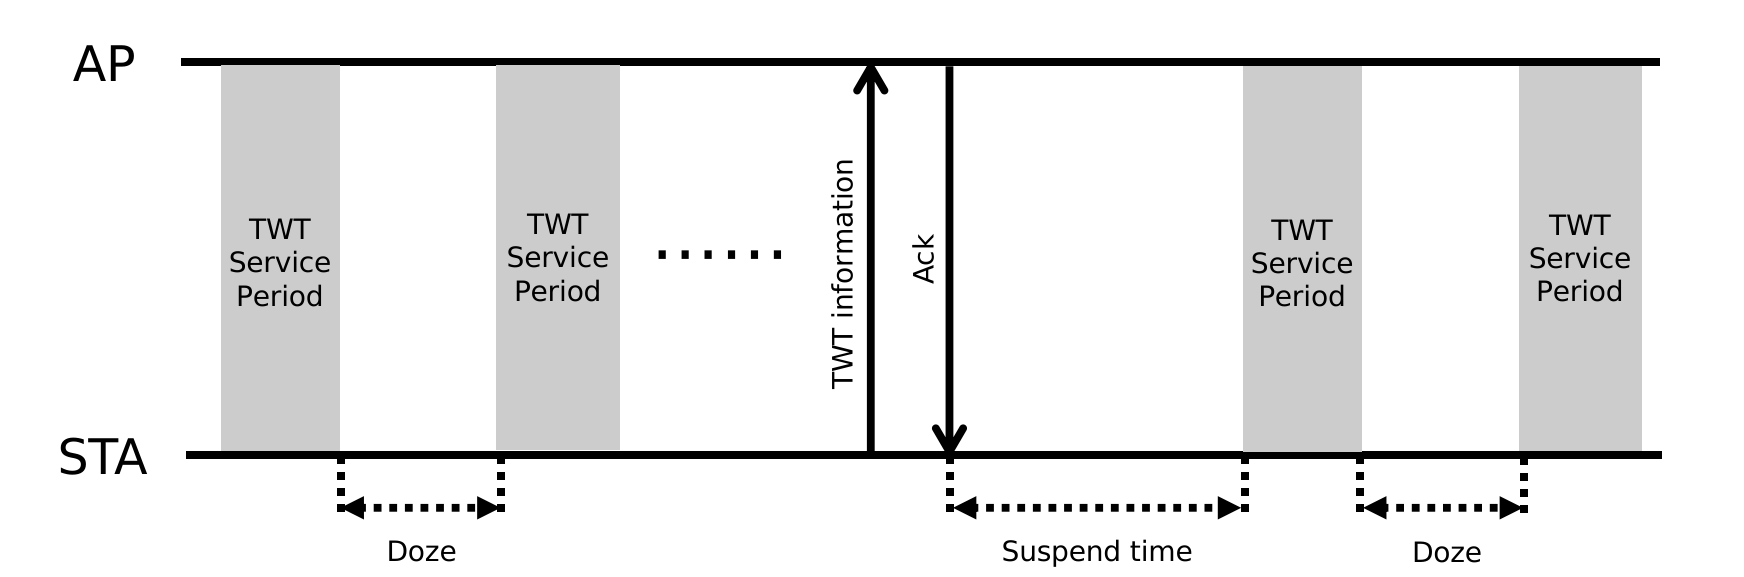 AP
TWT
Service
Period
TWT
Service
Period
TWT information
Ack
TWT
Service
Period
TWT
Service
Period
STA
Doze
Suspend time
Doze